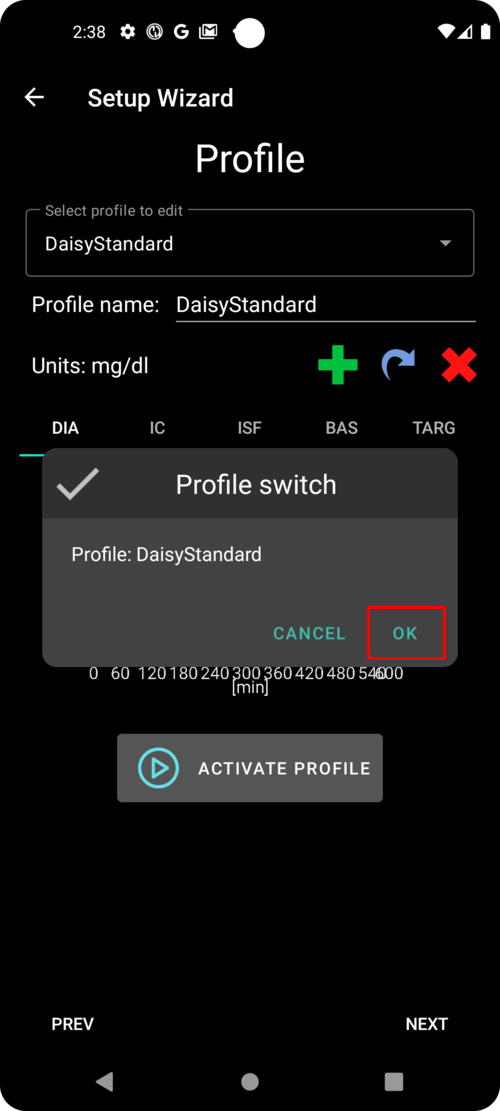 2:38
Setup Wizard
Profile
Select profile to edit
DaisyStandard
Profile name: DaisyStandard
Units: mg/dl
DIA IC ISF BAS TARG
Profile switch
Profile: DaisyStandard
CANCEL OK
0 60 120 180 240 300 360 420 480 540 600
[min]
ACTIVATE PROFILE
PREV NEXT